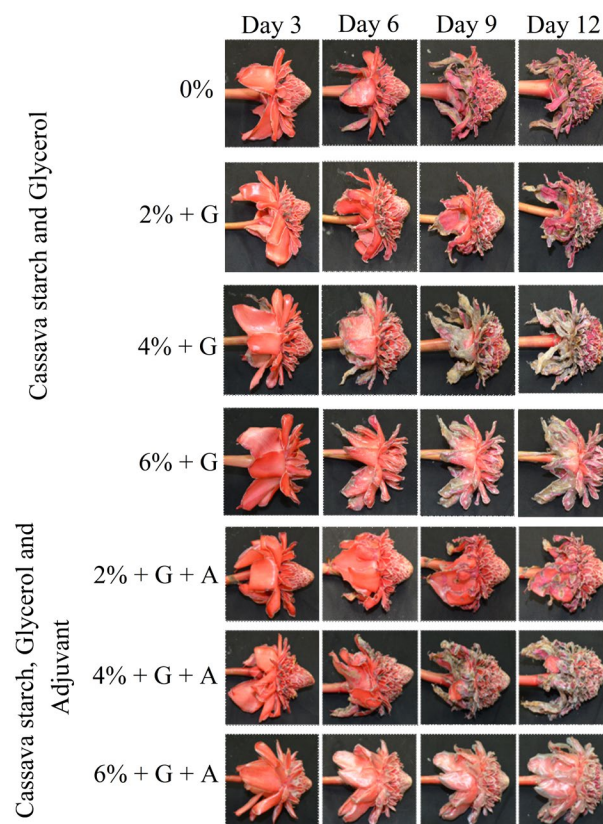 Day 3 Day 6 Day 9 Day 12
Cassava starch and Glycerol
0%
2% + G
4% + G
6% + G
Cassava starch, Glycerol and
Adjuvant
2% + G + A
4% + G + A
6% + G + A